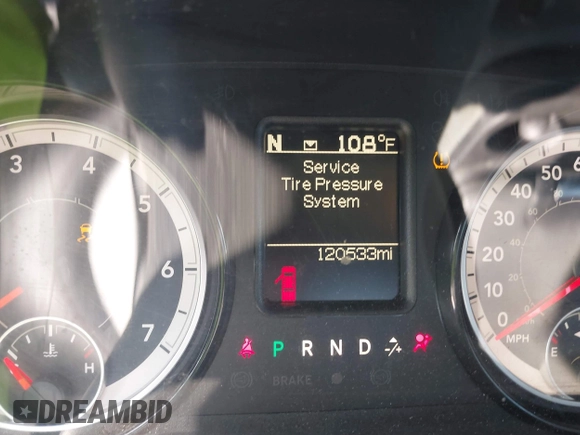 N 108°F
Service
Tire Pressure
System
120533mi
3 4 5 6 7
H
P R N D
BRAKE
0 10 20 30 40 50 6
MPH
E
DREAMBID